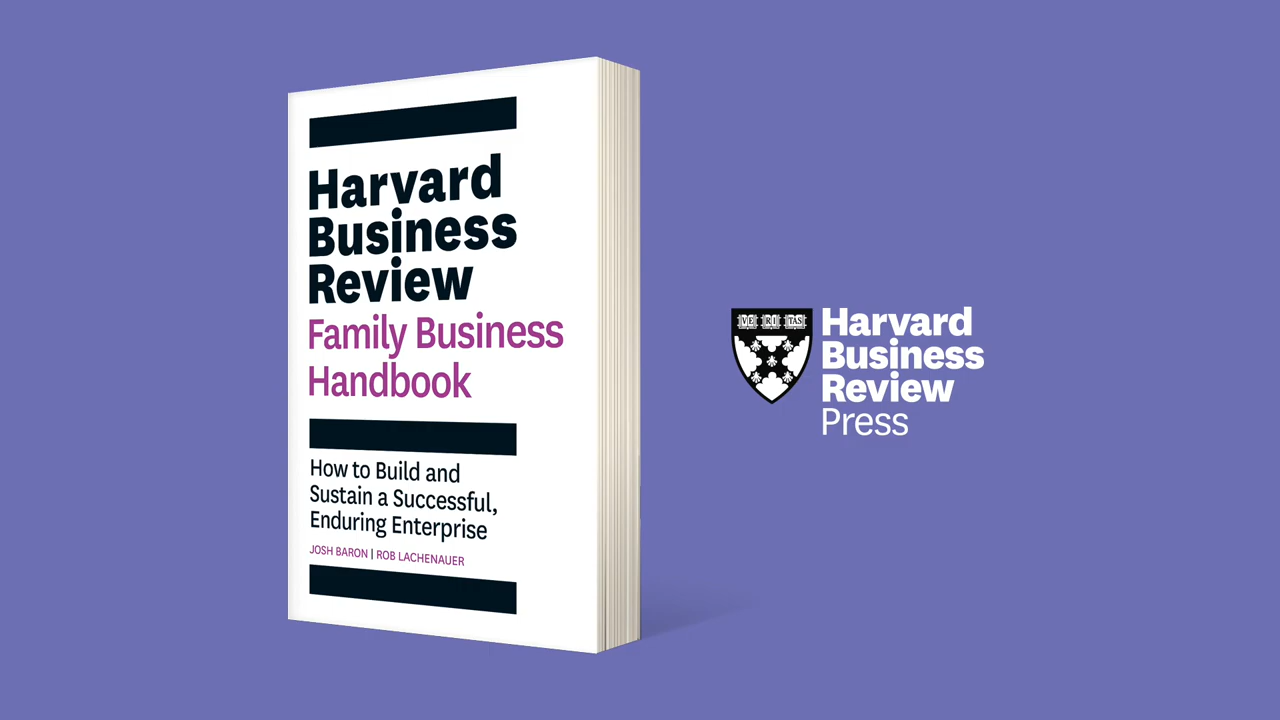 Harvard
Business
Review
Family Business
Handbook
How to Build and
Sustain a Successful,
Enduring Enterprise
JOSH BARON | ROB LACHENAUER
VE RI TAS
Harvard
Business
Review
Press